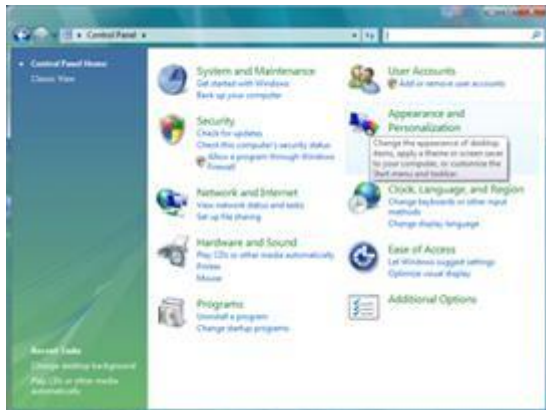 Control Panel
Control Panel Home
Classic View
System and Maintenance
Get started with Windows
Back up your computer
Security
Check for updates
Check this computer's security status
Allow a program through Windows
Firewall
Network and Internet
View network status and tasks
Set up file sharing
Hardware and Sound
Play CDs or other media automatically
Printer
Mouse
Programs
Uninstall a program
Change startup programs
User Accounts
Add or remove user accounts
Appearance and
Personalization
Change the appearance of desktop
items, apply a theme or screen saver
to your computer, or customize the
Start menu and taskbar.
Clock, Language, and Region
Change keyboards or other input
methods
Change display language
Ease of Access
Let Windows suggest settings
Optimize visual display
Additional Options
Recent Tasks
Change desktop background
Play CDs or other media
automatically